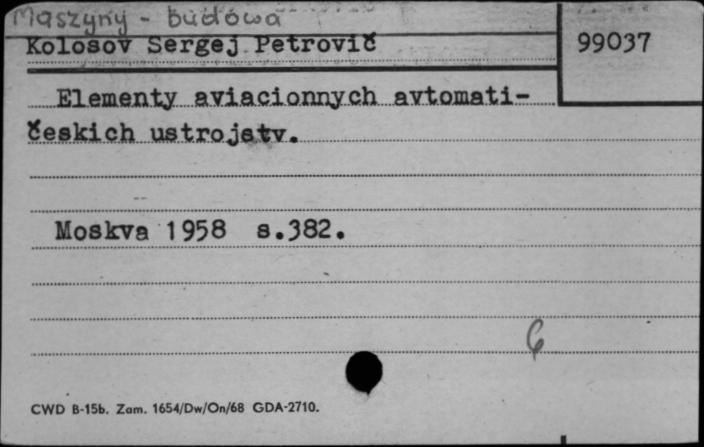 Maszyny - budowa
Kolosov Sergej Petrovič
99037
Elementy aviacionnych avtomati-
českich ustrojstv.
Moskva 1958 s.382.
6
CWD B-15b. Zam. 1654/Dw/On/68 GDA-2710.